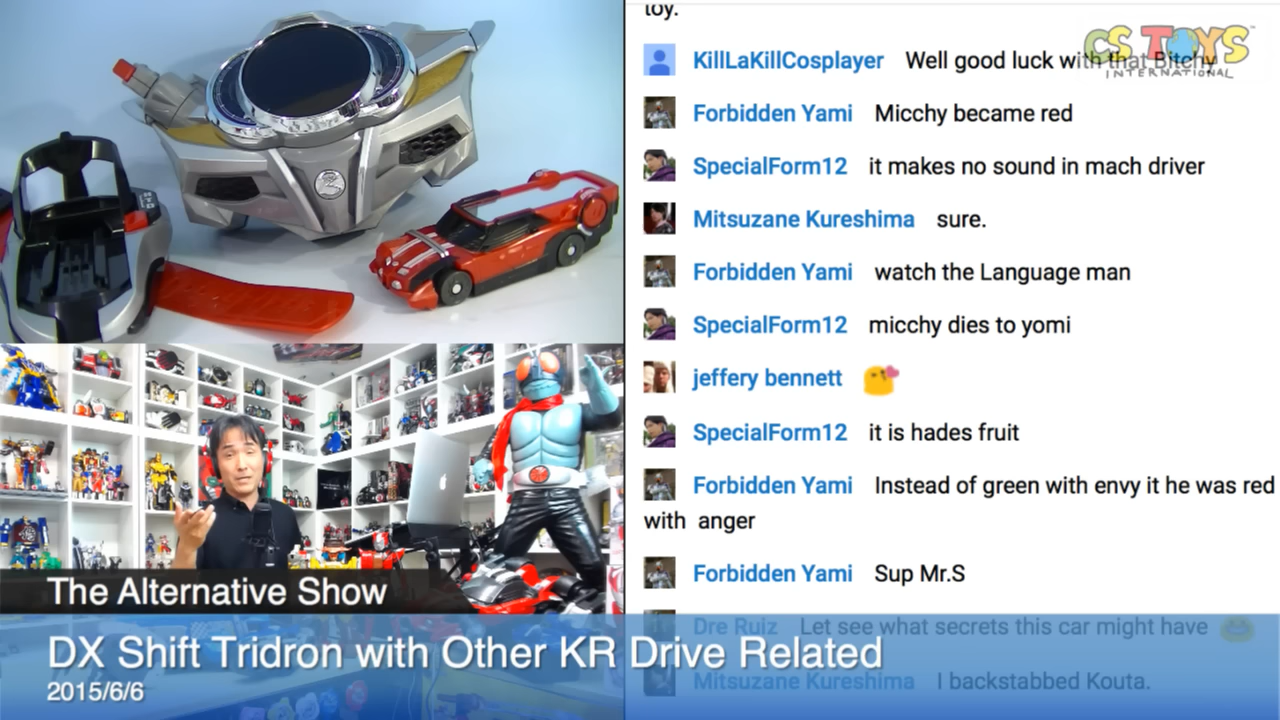 toy.
CS TOYS
INTERNATIONAL
KillLaKillCosplayer Well good luck with that Bitchy
Forbidden Yami Micchy became red
SpecialForm12 it makes no sound in mach driver
Mitsuzane Kureshima sure.
Forbidden Yami watch the Language man
SpecialForm12 micchy dies to yomi
jeffery bennett
SpecialForm12 it is hades fruit
Forbidden Yami Instead of green with envy it he was red
with anger
Forbidden Yami Sup Mr.S
Dre Ruiz Let see what secrets this car might have
Mitsuzane Kureshima I backstabbed Kouta.
The Alternative Show
DX Shift Tridron with Other KR Drive Related
2015/6/6